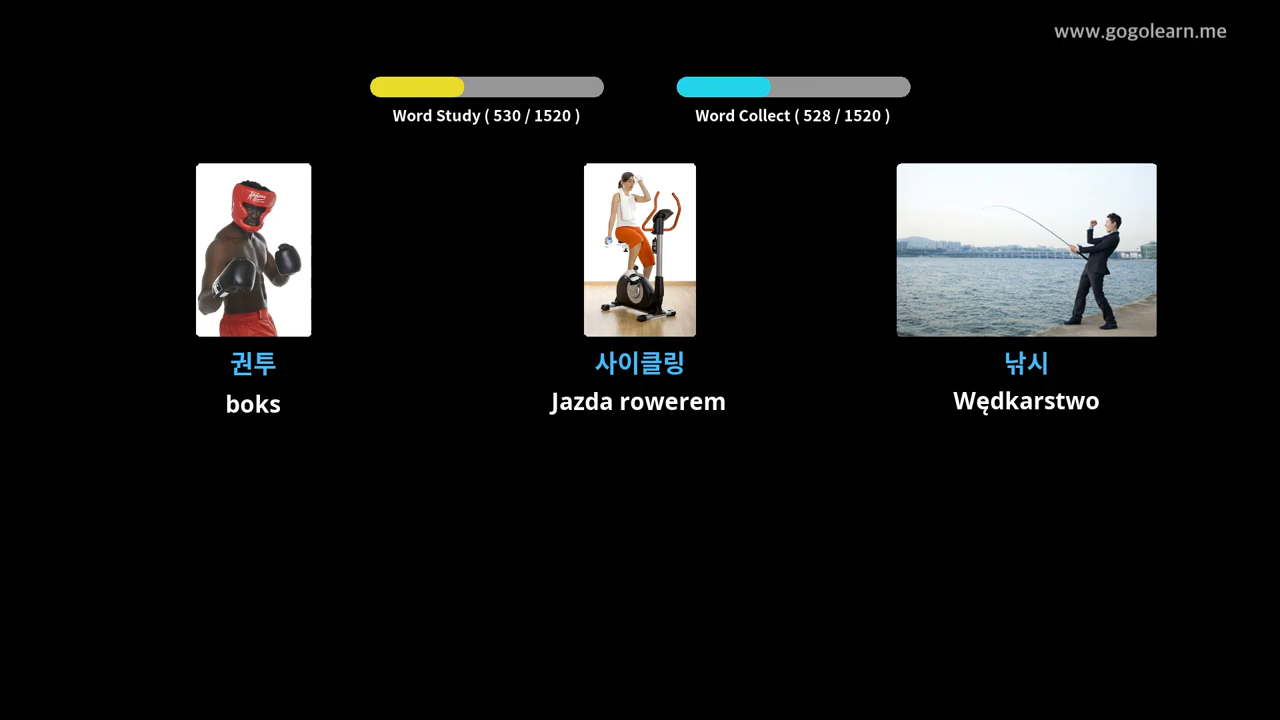 www.gogolearn.me
Word Study ( 530 / 1520 )
Word Collect ( 528 / 1520 )
권투
사이클링
낚시
boks
Jazda rowerem
Wędkarstwo